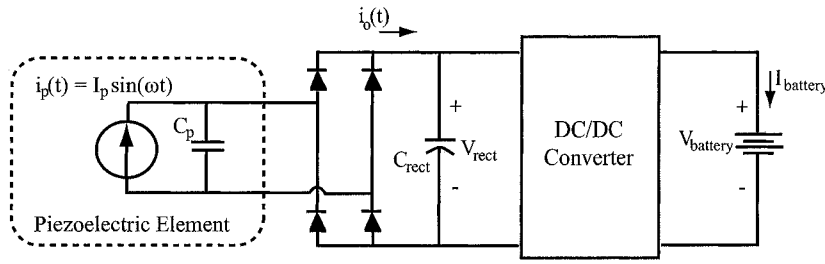 i_o(t)
i_p(t) = I_p sin(ωt)
C_p
Piezoelectric Element
+
C_rect
V_rect
-
DC/DC
Converter
I_battery
+
V_battery
-